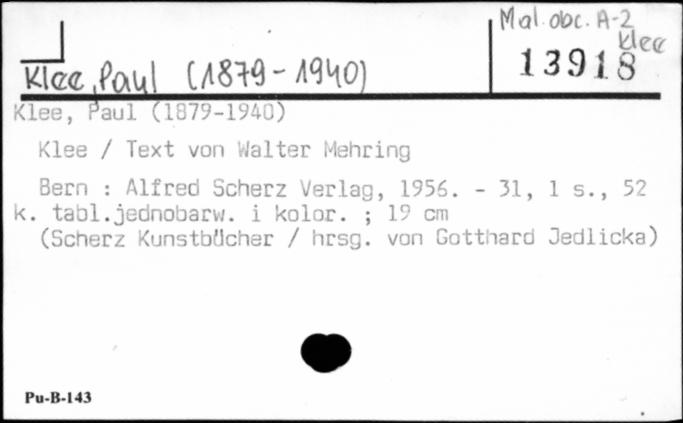 Mal. obc. A-2
Klee
13918
Klee, Paul (1879-1940)
Klee, Paul (1879-1940)
Klee / Text von Walter Mehring
Bern : Alfred Scherz Verlag, 1956. - 31, 1 s., 52
k. tabl.jednobarw. i kolor. ; 19 cm
(Scherz Kunstbücher / hrsg. von Gotthard Jedlicka)
Pu-B-143